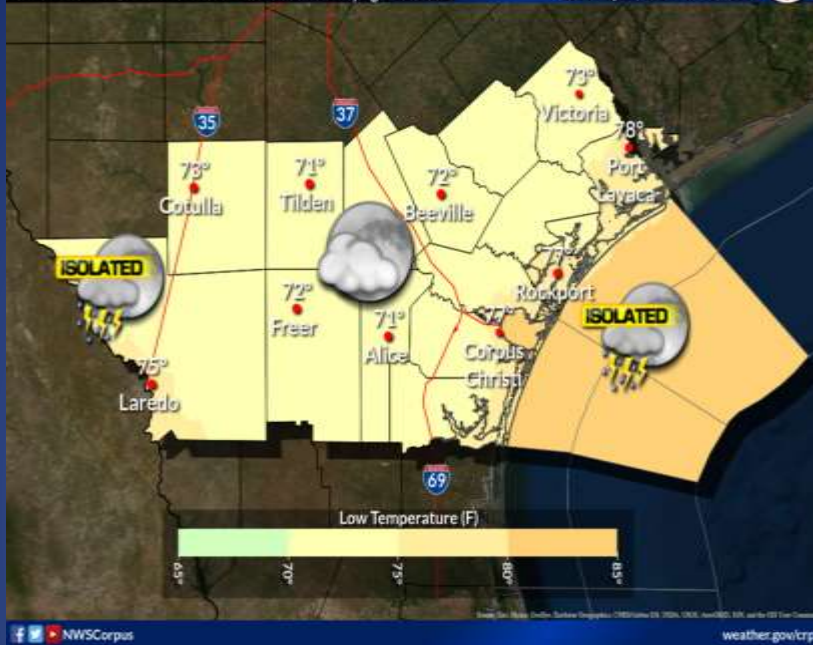 73°
Victoria
35
37
78°
Port
Lavaca
73°
Cotulla
71°
Tilden
72°
Beeville
ISOLATED
77°
Rockport
ISOLATED
72°
Freer
71°
Alice
77°
Corpus
Christi
75°
Laredo
69
Low Temperature (F)
65°
70°
75°
80°
85°
NWSCorpus
weather.gov/crp